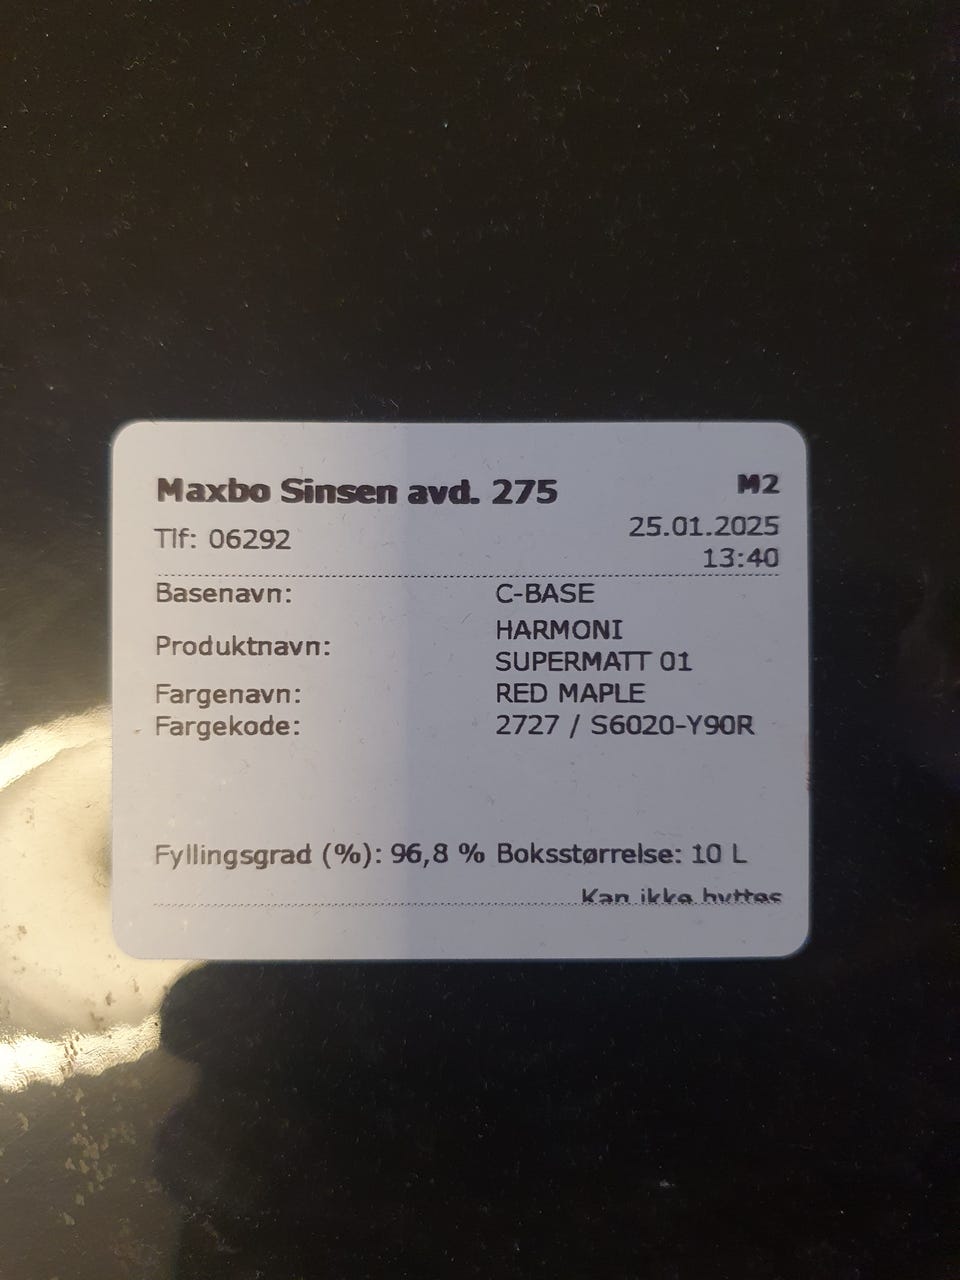 Maxbo Sinsen avd. 275
M2
Tlf: 06292
25.01.2025
13:40
Basenavn: C-BASE
Produktnavn: HARMONI
SUPERMATT 01
Fargenavn: RED MAPLE
Fargekode: 2727 / S6020-Y90R
Fyllingsgrad (%): 96,8 % Boksstørrelse: 10 L
Kan ikke byttes